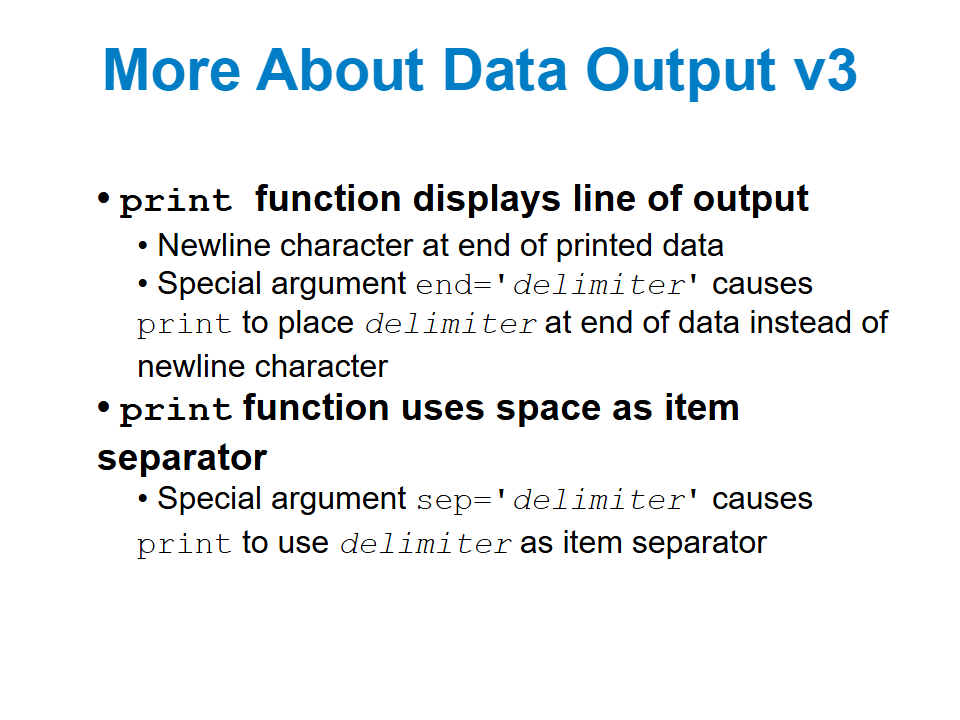 More About Data Output v3
• print function displays line of output
• Newline character at end of printed data
• Special argument end='delimiter' causes
print to place delimiter at end of data instead of
newline character
• print function uses space as item
separator
• Special argument sep='delimiter' causes
print to use delimiter as item separator